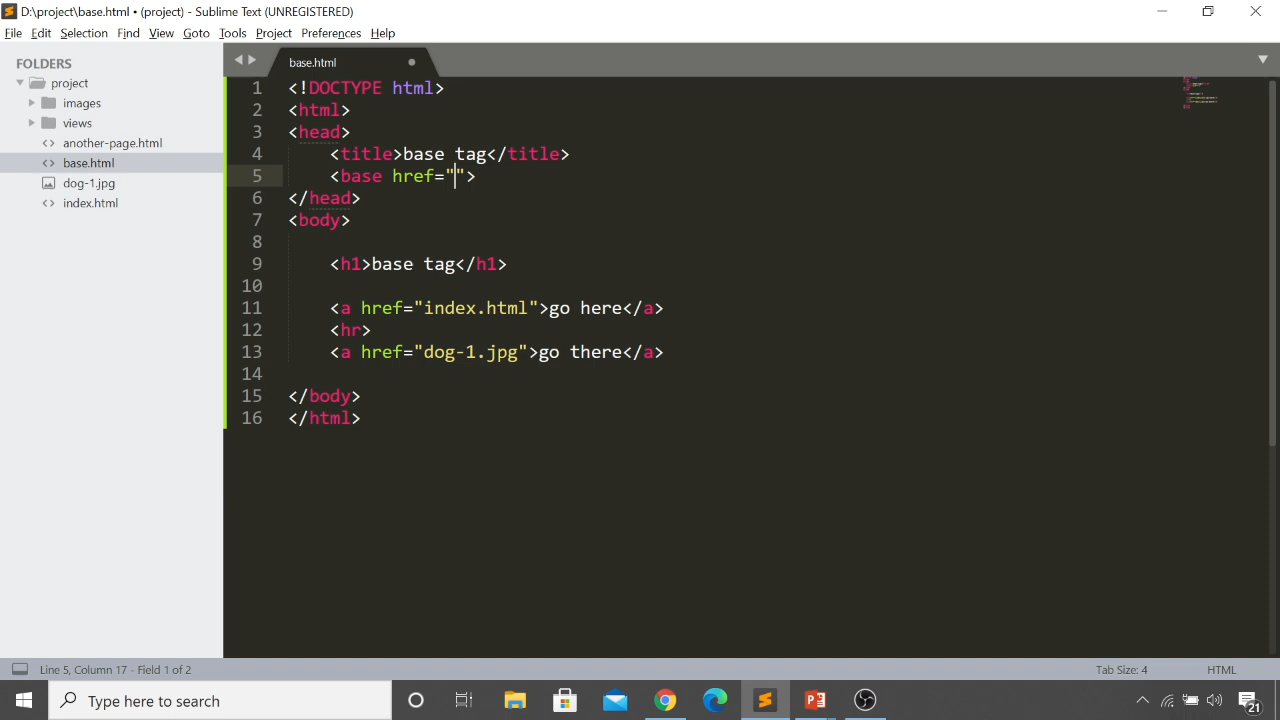 D:\project\base.html • (project) - Sublime Text (UNREGISTERED)
File Edit Selection Find View Goto Tools Project Preferences Help
FOLDERS
project
images
views
another-page.html
base.html
dog-1.jpg
index.html
base.html
1 <!DOCTYPE html>
2 <html>
3 <head>
4 <title>base tag</title>
5 <base href="">
6 </head>
7 <body>
8
9 <h1>base tag</h1>
10
11 <a href="index.html">go here</a>
12 <hr>
13 <a href="dog-1.jpg">go there</a>
14
15 </body>
16 </html>
Line 5, Column 17 - Field 1 of 2 Tab Size: 4 HTML
Type here to search
21